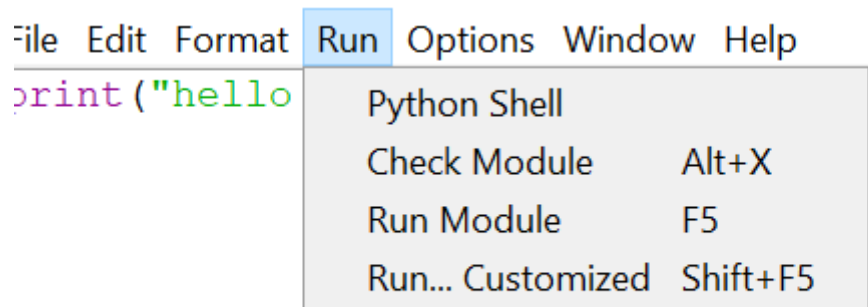 File Edit Format Run Options Window Help
print("hello
Python Shell
Check Module Alt+X
Run Module F5
Run... Customized Shift+F5